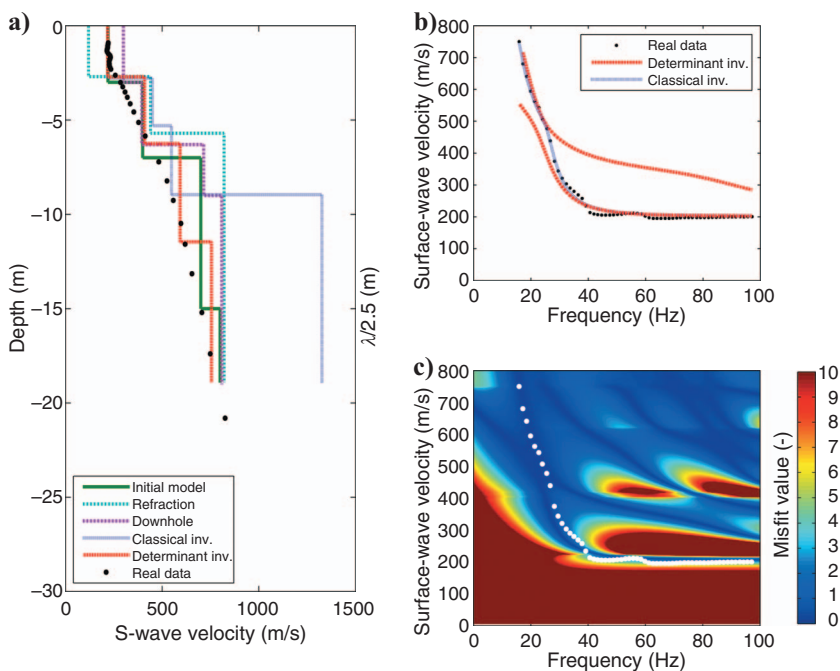 a)
0
−5
−10
−15
−20
−25
−30
Depth (m)
Initial model
Refraction
Downhole
Classical inv.
Determinant inv.
Real data
0
500
1000
1500
S-wave velocity (m/s)
λ/2.5 (m)
b)
800
700
600
500
400
300
200
100
0
Surface-wave velocity (m/s)
Real data
Determinant inv.
Classical inv.
0
20
40
60
80
100
Frequency (Hz)
c)
800
700
600
500
400
300
200
100
0
Surface-wave velocity (m/s)
0
20
40
60
80
100
Frequency (Hz)
10
9
8
7
6
5
4
3
2
1
0
Misfit value (-)